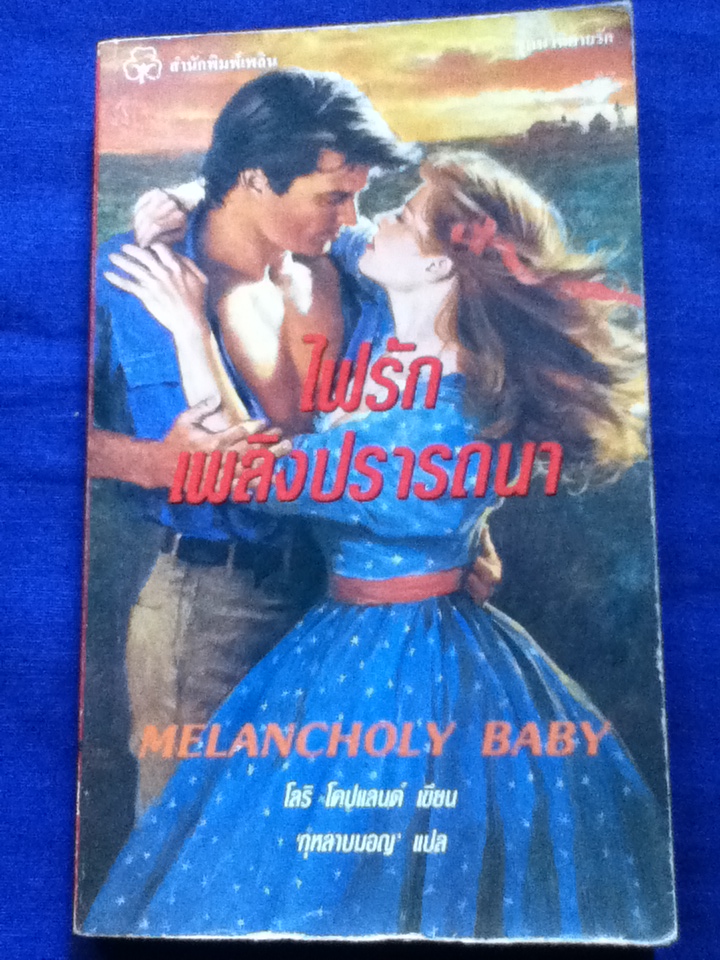 สำนักพิมพ์เพลิน
ไฟรัก
เพลิงปรารถนา
MELANCHOLY BABY
โลริ โคปแลนด์ เขียน
'กุหลาบมอญ' แปล